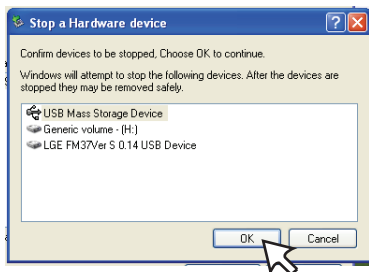 Stop a Hardware device
Confirm devices to be stopped, Choose OK to continue.
Windows will attempt to stop the following devices. After the devices are
stopped they may be removed safely.
USB Mass Storage Device
Generic volume - (H:)
LGE FM37Ver S 0.14 USB Device
OK
Cancel